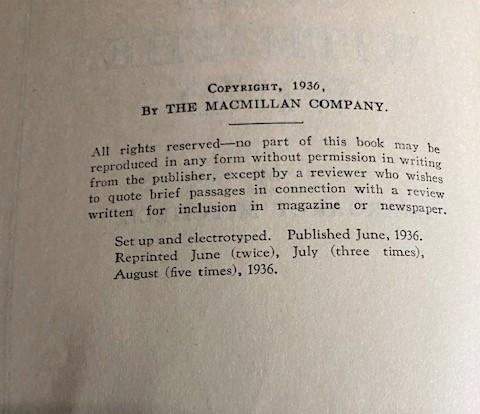 COPYRIGHT, 1936,
BY THE MACMILLAN COMPANY.
All rights reserved—no part of this book may be
reproduced in any form without permission in writing
from the publisher, except by a reviewer who wishes
to quote brief passages in connection with a review
written for inclusion in magazine or newspaper.
Set up and electrotyped. Published June, 1936.
Reprinted June (twice), July (three times),
August (five times), 1936.